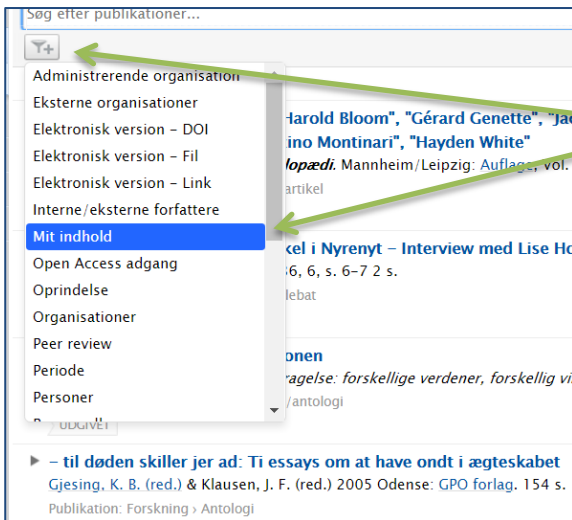 Søg efter publikationer...
Administrerende organisation
Eksterne organisationer
Elektronisk version – DOI
Elektronisk version – Fil
Elektronisk version – Link
Interne/eksterne forfattere
Mit indhold
Open Access adgang
Oprindelse
Organisationer
Peer review
Periode
Personer
Harold Bloom", "Gérard Genette", "Jac
ino Montinari", "Hayden White"
lopædi. Mannheim/Leipzig: Auflage, Vol.
artikel
kel i Nyrenyt – Interview med Lise Ho
6, 6, s. 6–7 2 s.
debat
onen
ragelse: forskellige verdener, forskellig vi
/antologi
UDGIVET
– til døden skiller jer ad: Ti essays om at have ondt i ægteskabet
Gjesing, K. B. (red.) & Klausen, J. F. (red.) 2005 Odense: GPO forlag. 154 s.
Publikation: Forskning › Antologi